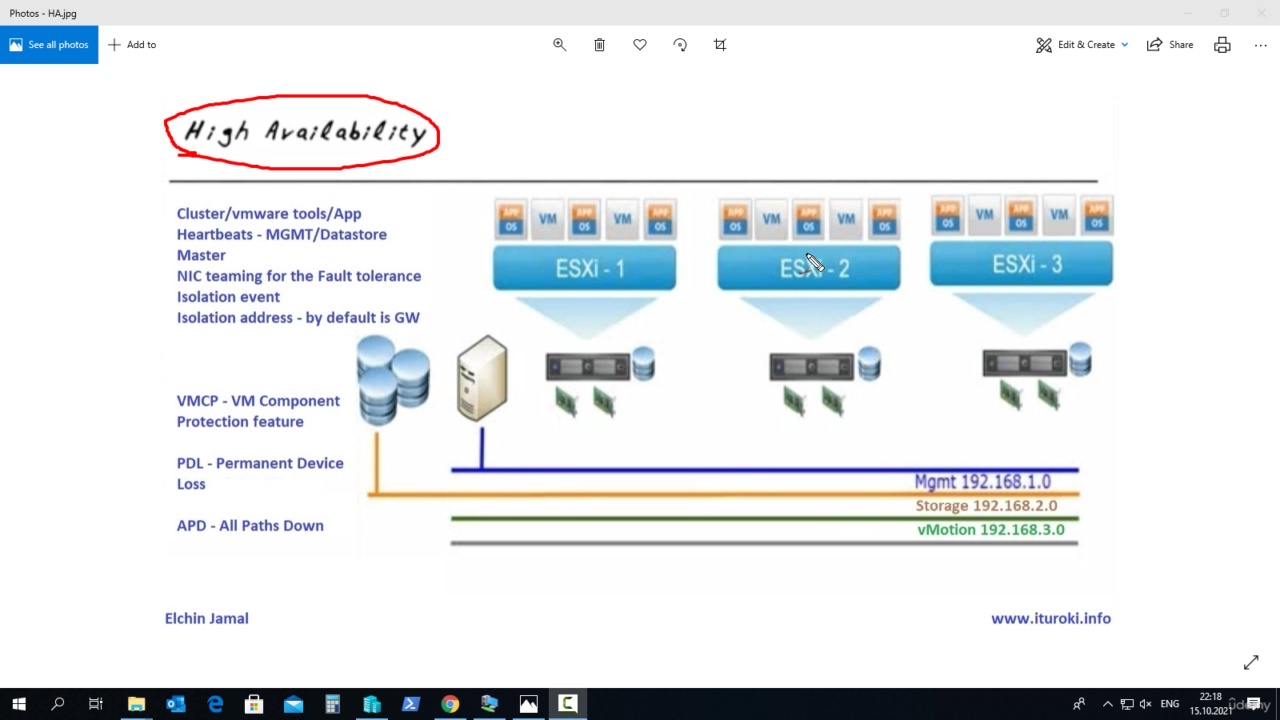 Photos - HA.jpg
See all photos
Add to
Edit & Create
Share
High Availability
Cluster/vmware tools/App
Heartbeats - MGMT/Datastore
Master
NIC teaming for the Fault tolerance
Isolation event
Isolation address - by default is GW
APP OS VM APP OS VM APP OS
ESXi - 1
APP OS VM APP OS VM APP OS
ESXi - 2
APP OS VM APP OS VM APP OS
ESXi - 3
VMCP - VM Component
Protection feature
PDL - Permanent Device
Loss
APD - All Paths Down
Mgmt 192.168.1.0
Storage 192.168.2.0
vMotion 192.168.3.0
Elchin Jamal
www.ituroki.info
ENG
22:18
15.10.2021
udemy